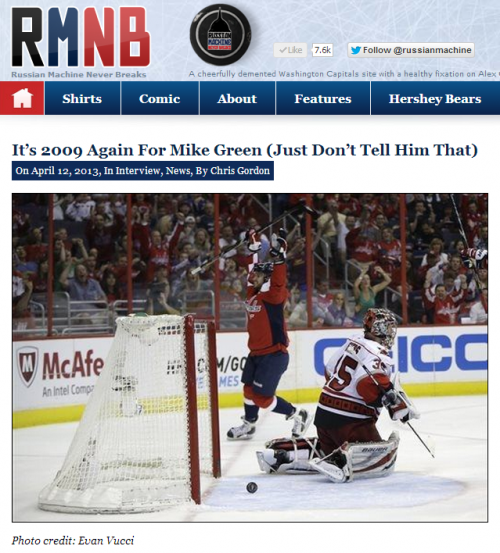 RMNB
Russian Machine Never Breaks
RUSSIAN MACHINE NEVER BREAKS
Like 7.6k
Follow @russianmachine
A cheerfully demented Washington Capitals site with a healthy fixation on Alex
Shirts Comic About Features Hershey Bears
It's 2009 Again For Mike Green (Just Don't Tell Him That)
On April 12, 2013, In Interview, News, By Chris Gordon
McAfe
An Intel Compa
M/GO
MES
ICC
35
Photo credit: Evan Vucci